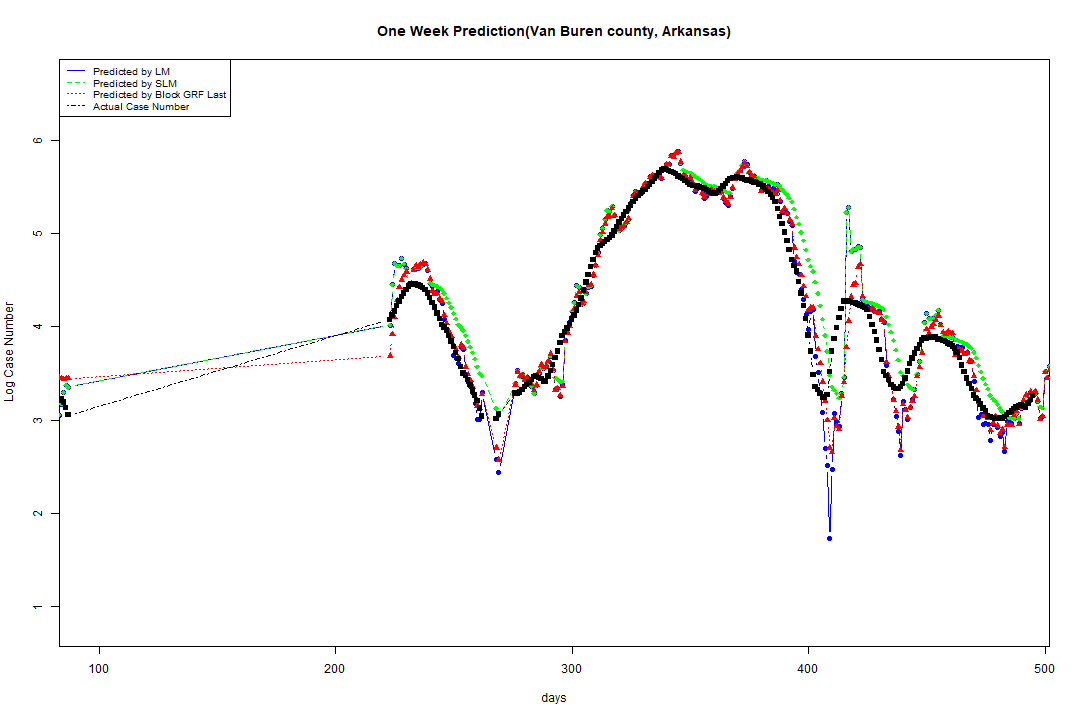 One Week Prediction(Van Buren county, Arkansas)
Predicted by LM
Predicted by SLM
Predicted by Block GRF Last
Actual Case Number
Log Case Number
6
5
4
3
2
1
100 200 300 400 500
days